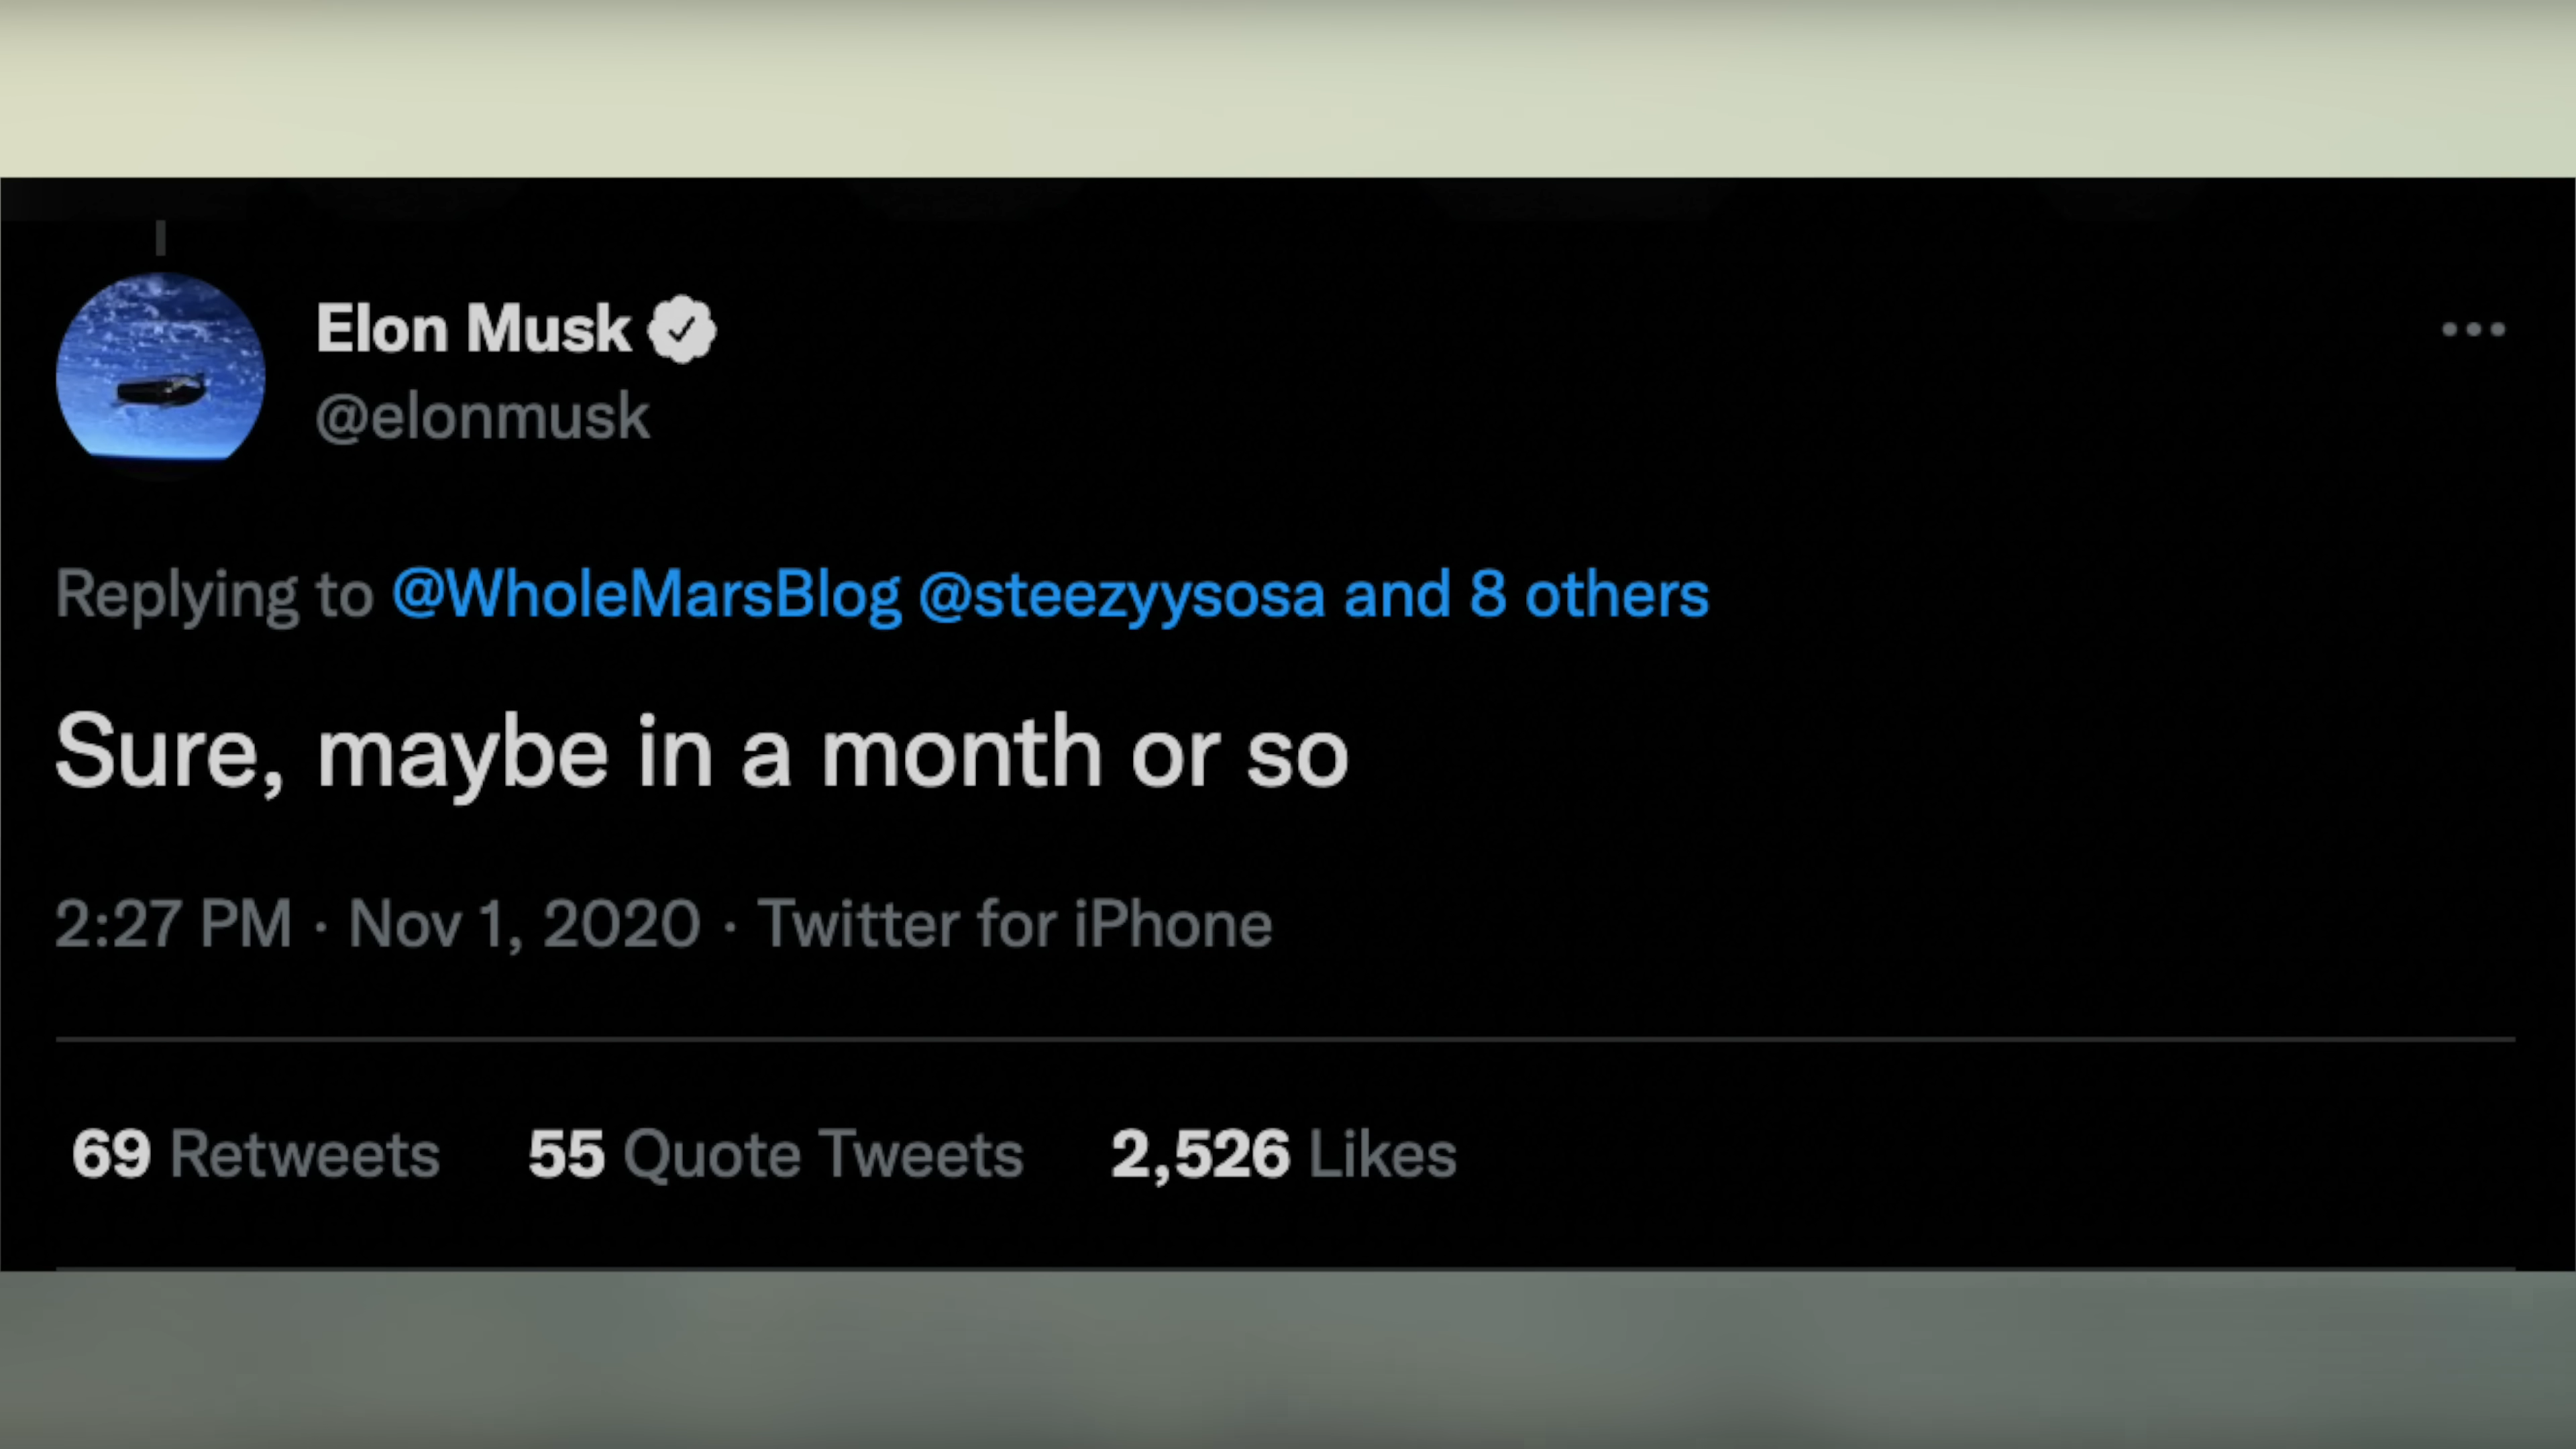 Elon Musk
@elonmusk
Replying to @WholeMarsBlog @steezyysosa and 8 others
Sure, maybe in a month or so
2:27 PM · Nov 1, 2020 · Twitter for iPhone
69 Retweets 55 Quote Tweets 2,526 Likes